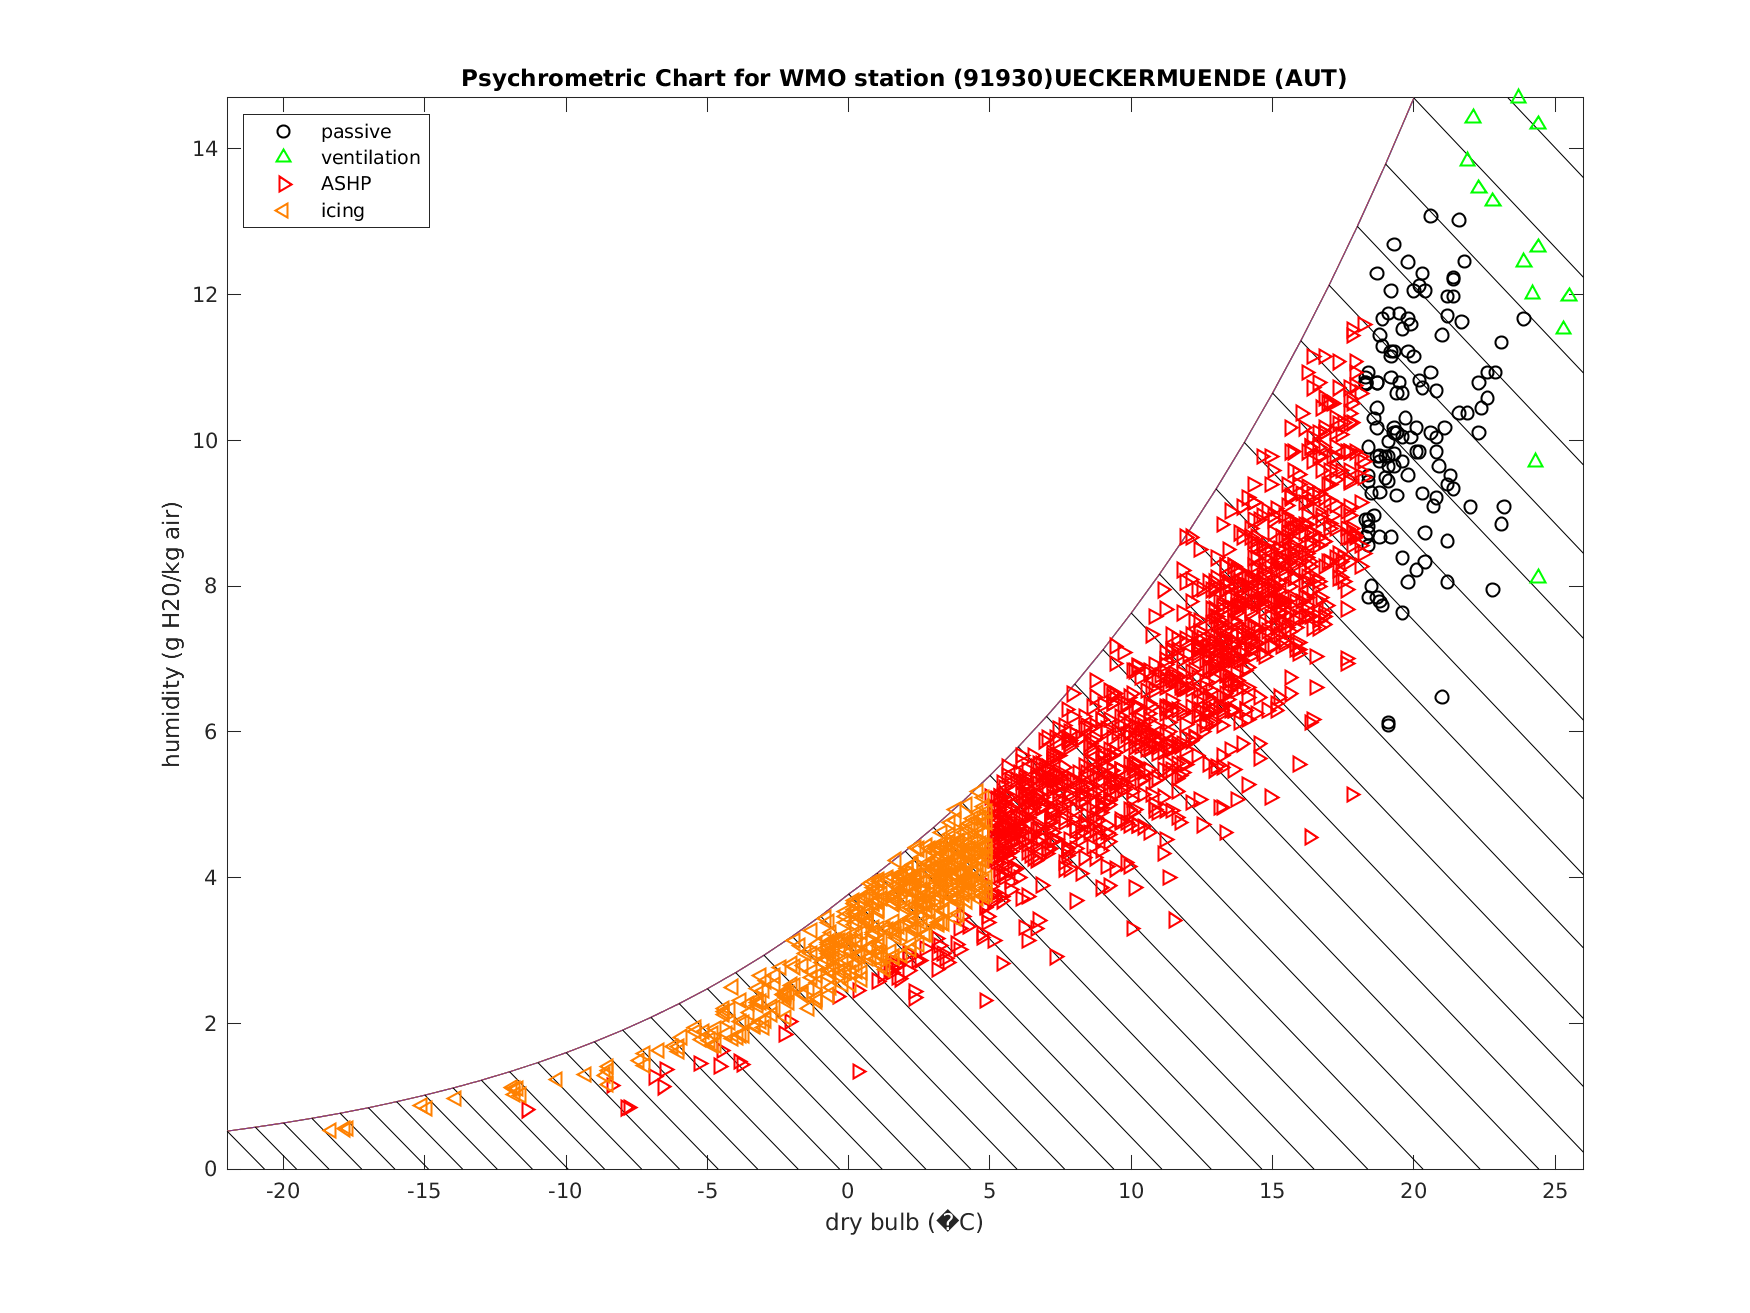 Psychrometric Chart for WMO station (91930)UECKERMUENDE (AUT)
passive
ventilation
ASHP
icing
14
12
10
8
6
4
2
0
humidity (g H20/kg air)
-20 -15 -10 -5 0 5 10 15 20 25
dry bulb (�C)